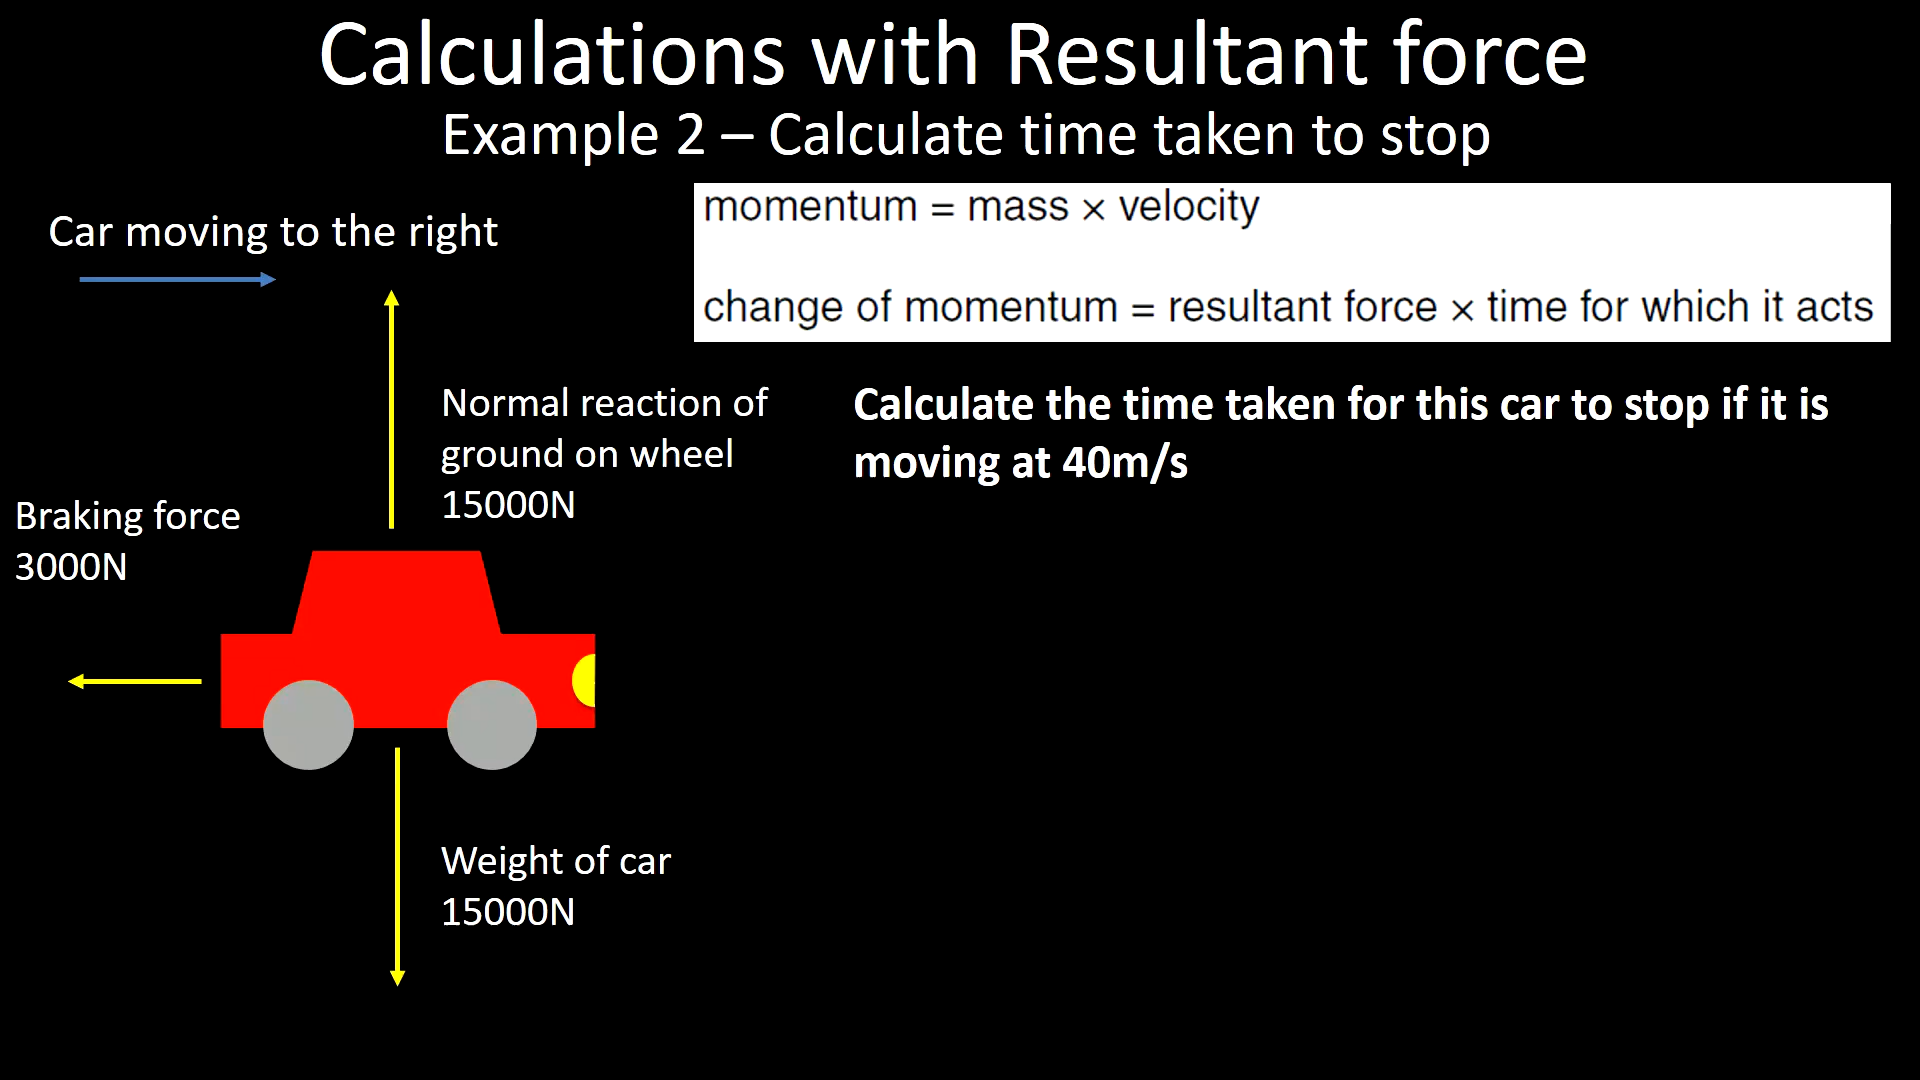 Calculations with Resultant force
Example 2 – Calculate time taken to stop
Car moving to the right
momentum = mass × velocity
change of momentum = resultant force × time for which it acts
Normal reaction of
ground on wheel
15000N
Calculate the time taken for this car to stop if it is
moving at 40m/s
Braking force
3000N
Weight of car
15000N